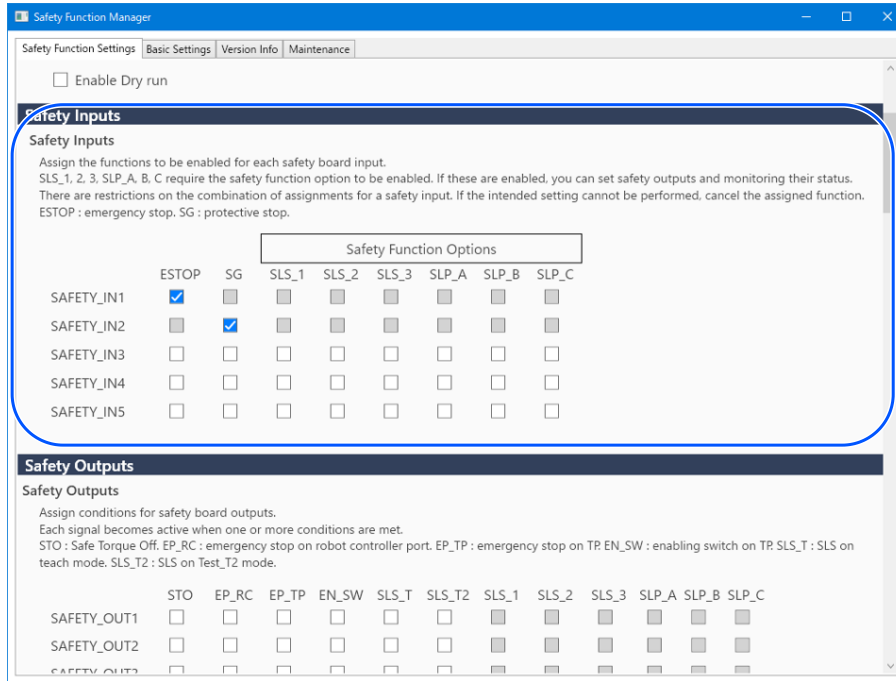 Safety Function Manager
Safety Function Settings Basic Settings Version Info Maintenance
Enable Dry run
Safety Inputs
Safety Inputs
Assign the functions to be enabled for each safety board input.
SLS_1, 2, 3, SLP_A, B, C require the safety function option to be enabled. If these are enabled, you can set safety outputs and monitoring their status.
There are restrictions on the combination of assignments for a safety input. If the intended setting cannot be performed, cancel the assigned function.
ESTOP : emergency stop. SG : protective stop.
Safety Function Options
ESTOP SG SLS_1 SLS_2 SLS_3 SLP_A SLP_B SLP_C
SAFETY_IN1
SAFETY_IN2
SAFETY_IN3
SAFETY_IN4
SAFETY_IN5
Safety Outputs
Safety Outputs
Assign conditions for safety board outputs.
Each signal becomes active when one or more conditions are met.
STO : Safe Torque Off. EP_RC : emergency stop on robot controller port. EP_TP : emergency stop on TP. EN_SW : enabling switch on TP. SLS_T : SLS on
teach mode. SLS_T2 : SLS on Test_T2 mode.
STO EP_RC EP_TP EN_SW SLS_T SLS_T2 SLS_1 SLS_2 SLS_3 SLP_A SLP_B SLP_C
SAFETY_OUT1
SAFETY_OUT2
SAFETY_OUT3